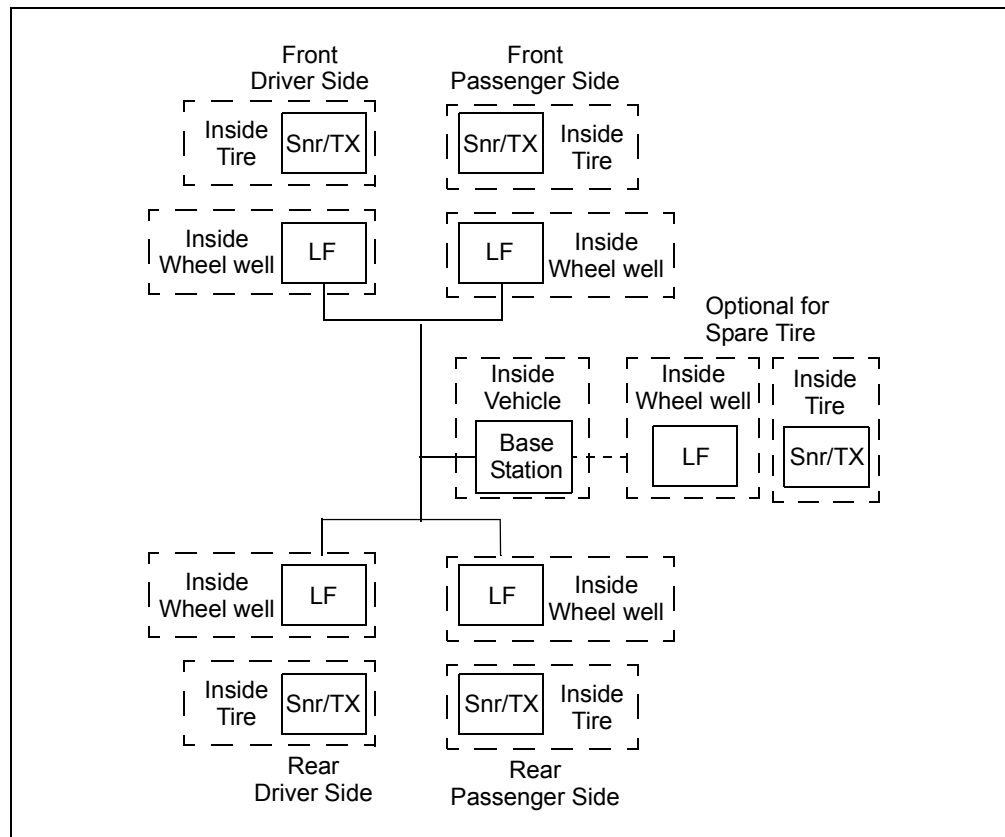 Front
Driver Side
Front
Passenger Side
Inside
Tire
Snr/TX
Snr/TX
Inside
Tire
Inside
Wheel well
LF
LF
Inside
Wheel well
Optional for
Spare Tire
Inside
Vehicle
Base
Station
Inside
Wheel well
LF
Inside
Tire
Snr/TX
Inside
Wheel well
LF
LF
Inside
Wheel well
Inside
Tire
Snr/TX
Snr/TX
Inside
Tire
Rear
Driver Side
Rear
Passenger Side